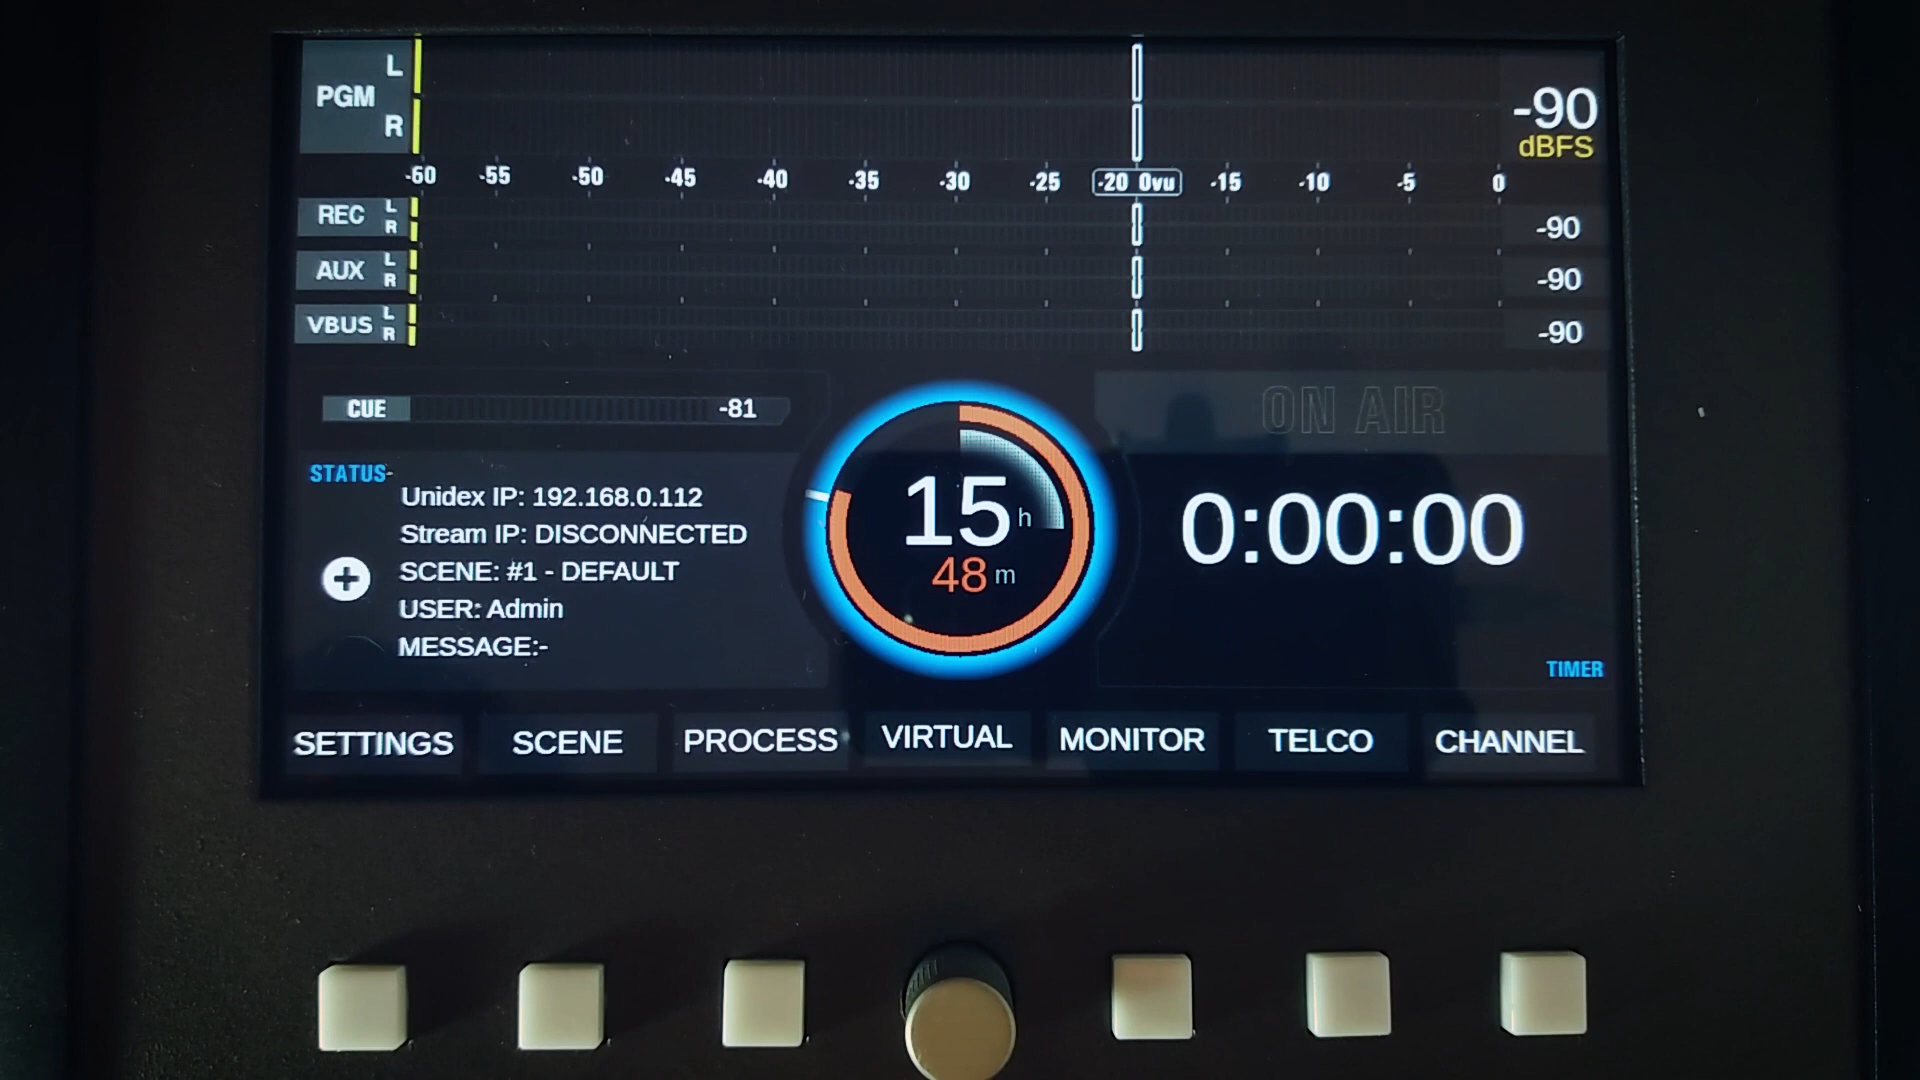 PGM L R
-90
dBFS
-60 -55 -50 -45 -40 -35 -30 -25 -20 0vu -15 -10 -5 0
REC L R -90
AUX L R -90
VBUS L R -90
CUE -81
ON AIR
STATUS-
Unidex IP: 192.168.0.112
Stream IP: DISCONNECTED
SCENE: #1 - DEFAULT
USER: Admin
MESSAGE:-
15 h
48 m
0:00:00
TIMER
SETTINGS SCENE PROCESS VIRTUAL MONITOR TELCO CHANNEL